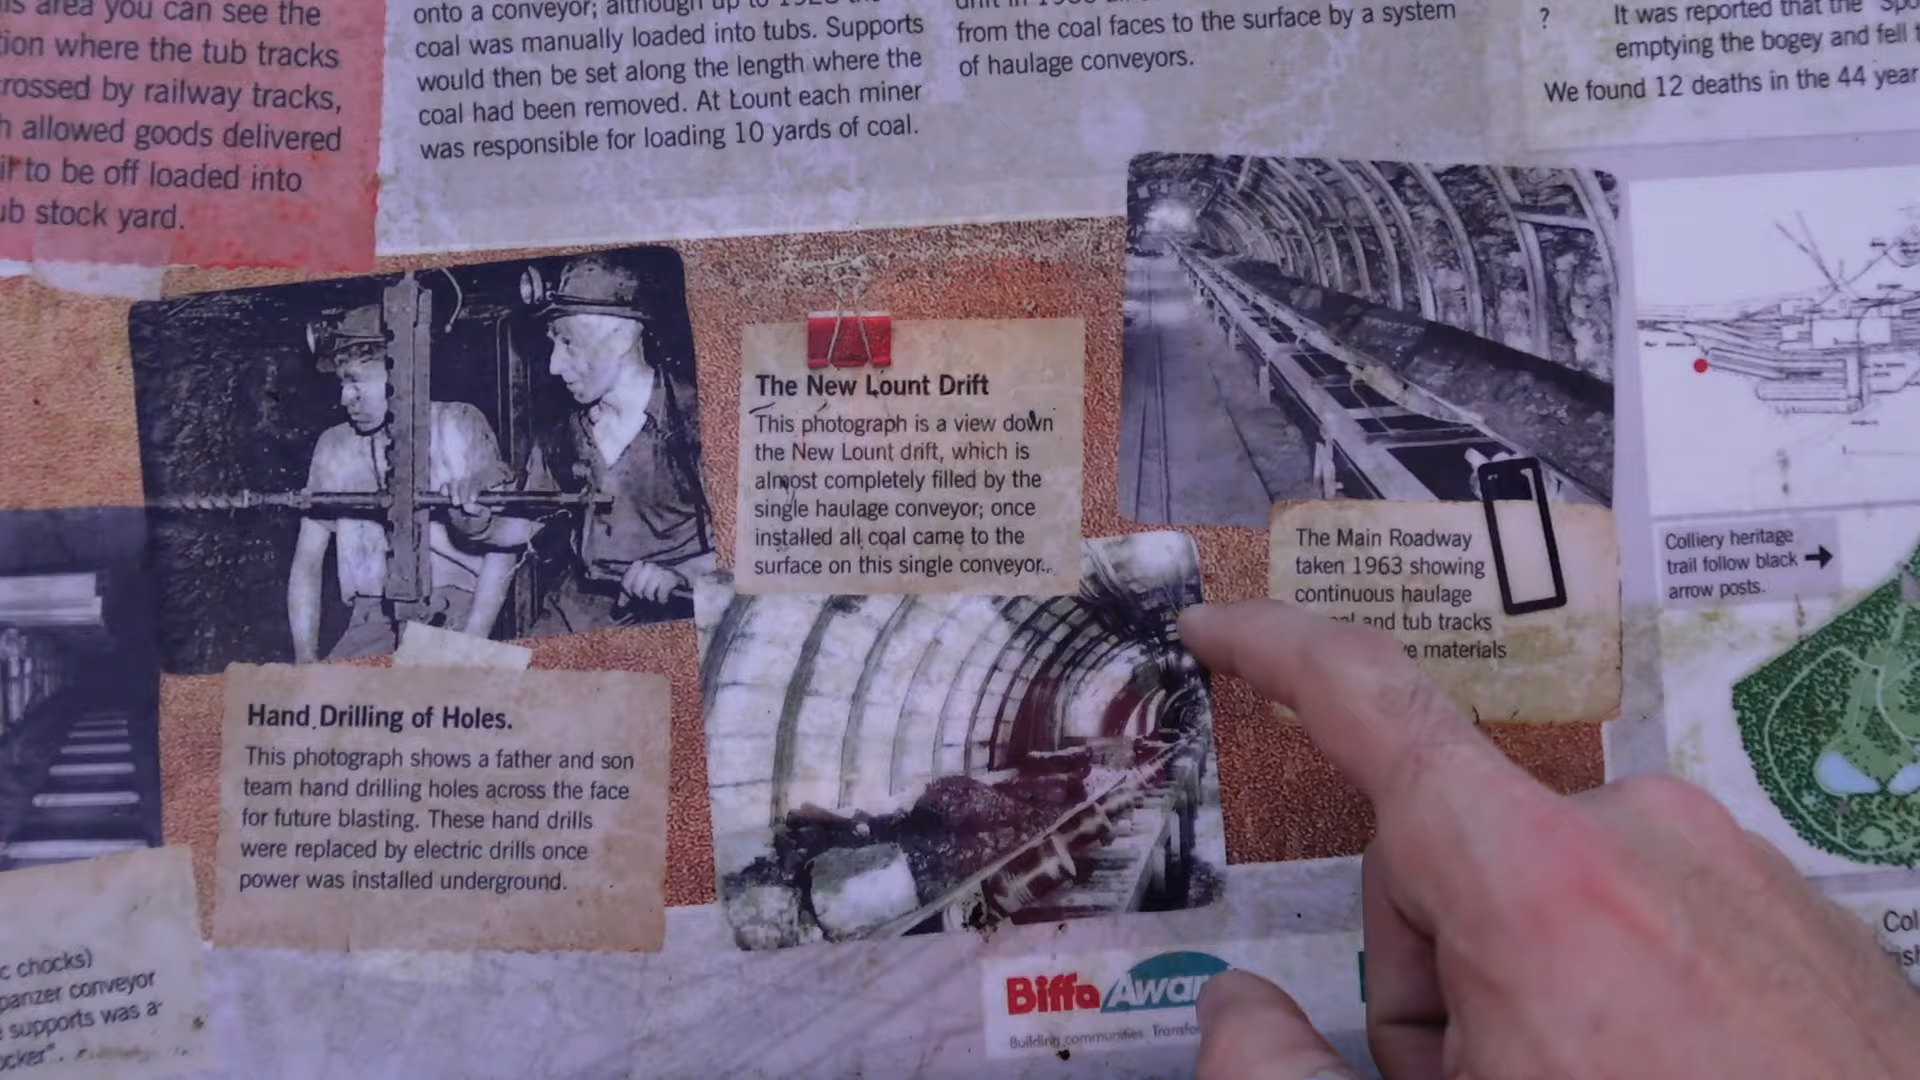 s area you can see the
ion where the tub tracks
rossed by railway tracks,
h allowed goods delivered
to be off loaded into
ub stock yard.
onto a conveyor; although up to
coal was manually loaded into tubs. Supports
would then be set along the length where the
coal had been removed. At Lount each miner
was responsible for loading 10 yards of coal.
from the coal faces to the surface by a system
of haulage conveyors.
?
It was reported that the
emptying the bogey and fell
We found 12 deaths in the 44 year
The New Lount Drift
This photograph is a view down
the New Lount drift, which is
almost completely filled by the
single haulage conveyor; once
installed all coal came to the
surface on this single conveyor.
The Main Roadway
taken 1963 showing
continuous haulage
and tub tracks
materials
Colliery heritage
trail follow black
arrow posts.
Hand Drilling of Holes.
This photograph shows a father and son
team hand drilling holes across the face
for future blasting. These hand drills
were replaced by electric drills once
power was installed underground.
c chocks)
panzer conveyor
supports was a-
Biffa Awar
Building communities. Transfo
Col